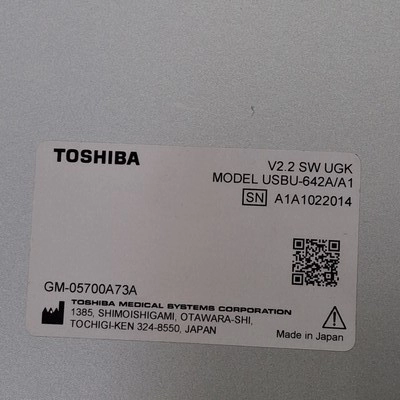 TOSHIBA
V2.2 SW UGK
MODEL USBU-642A/A1
SN A1A1022014
GM-05700A73A
TOSHIBA MEDICAL SYSTEMS CORPORATION
1385, SHIMOISHIGAMI, OTAWARA-SHI,
TOCHIGI-KEN 324-8550, JAPAN
Made in Japan